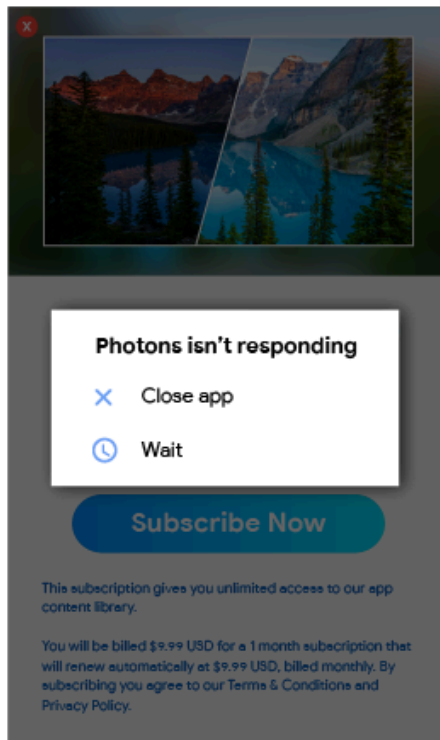 X
Photons isn't responding
Close app
Wait
Subscribe Now
This subscription gives you unlimited access to our app
content library.
You will be billed $9.99 USD for a 1 month subscription that
will renew automatically at $9.99 USD, billed monthly. By
subscribing you agree to our Terms & Conditions and
Privacy Policy.